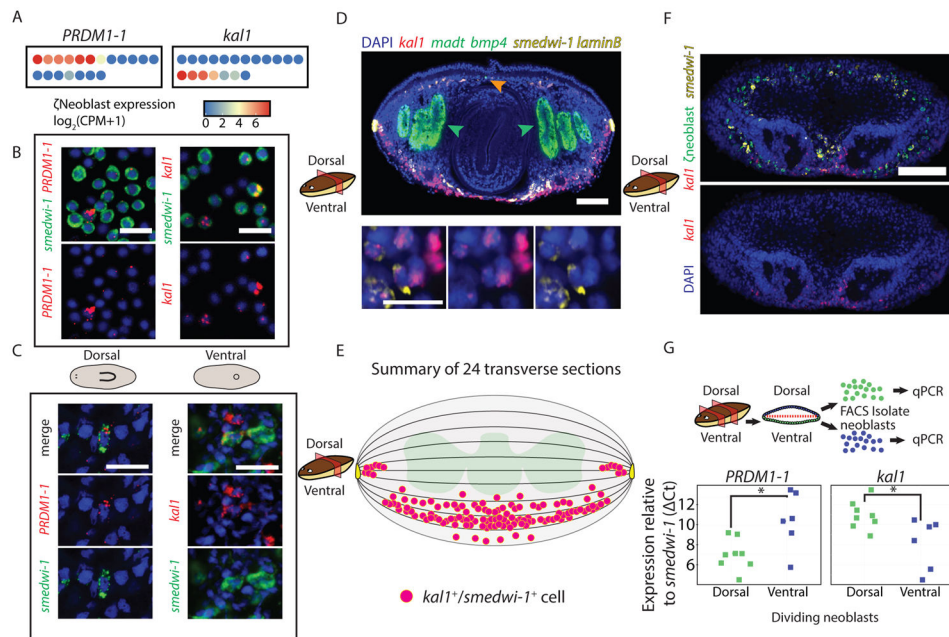 A
PRDM1-1
kal1
ζNeoblast expression
log2(CPM+1)
0 2 4 6
B
smedwi-1 PRDM1-1
smedwi-1 kal1
PRDM1-1
kal1
C
Dorsal
Ventral
merge
merge
PRDM1-1
kal1
smedwi-1
smedwi-1
D
DAPI kal1 madt bmp4 smedwi-1 laminB
Dorsal
Ventral
E
Summary of 24 transverse sections
Dorsal
Ventral
kal1+/smedwi-1+ cell
F
kal1 ζneoblast smedwi-1
DAPI kal1
Dorsal
Ventral
G
Dorsal
Ventral
Dorsal
Ventral
FACS Isolate
neoblasts
qPCR
qPCR
PRDM1-1
kal1
Expression relative
to smedwi-1 (ΔCt)
12
10
8
6
*
*
Dorsal Ventral
Dorsal Ventral
Dividing neoblasts